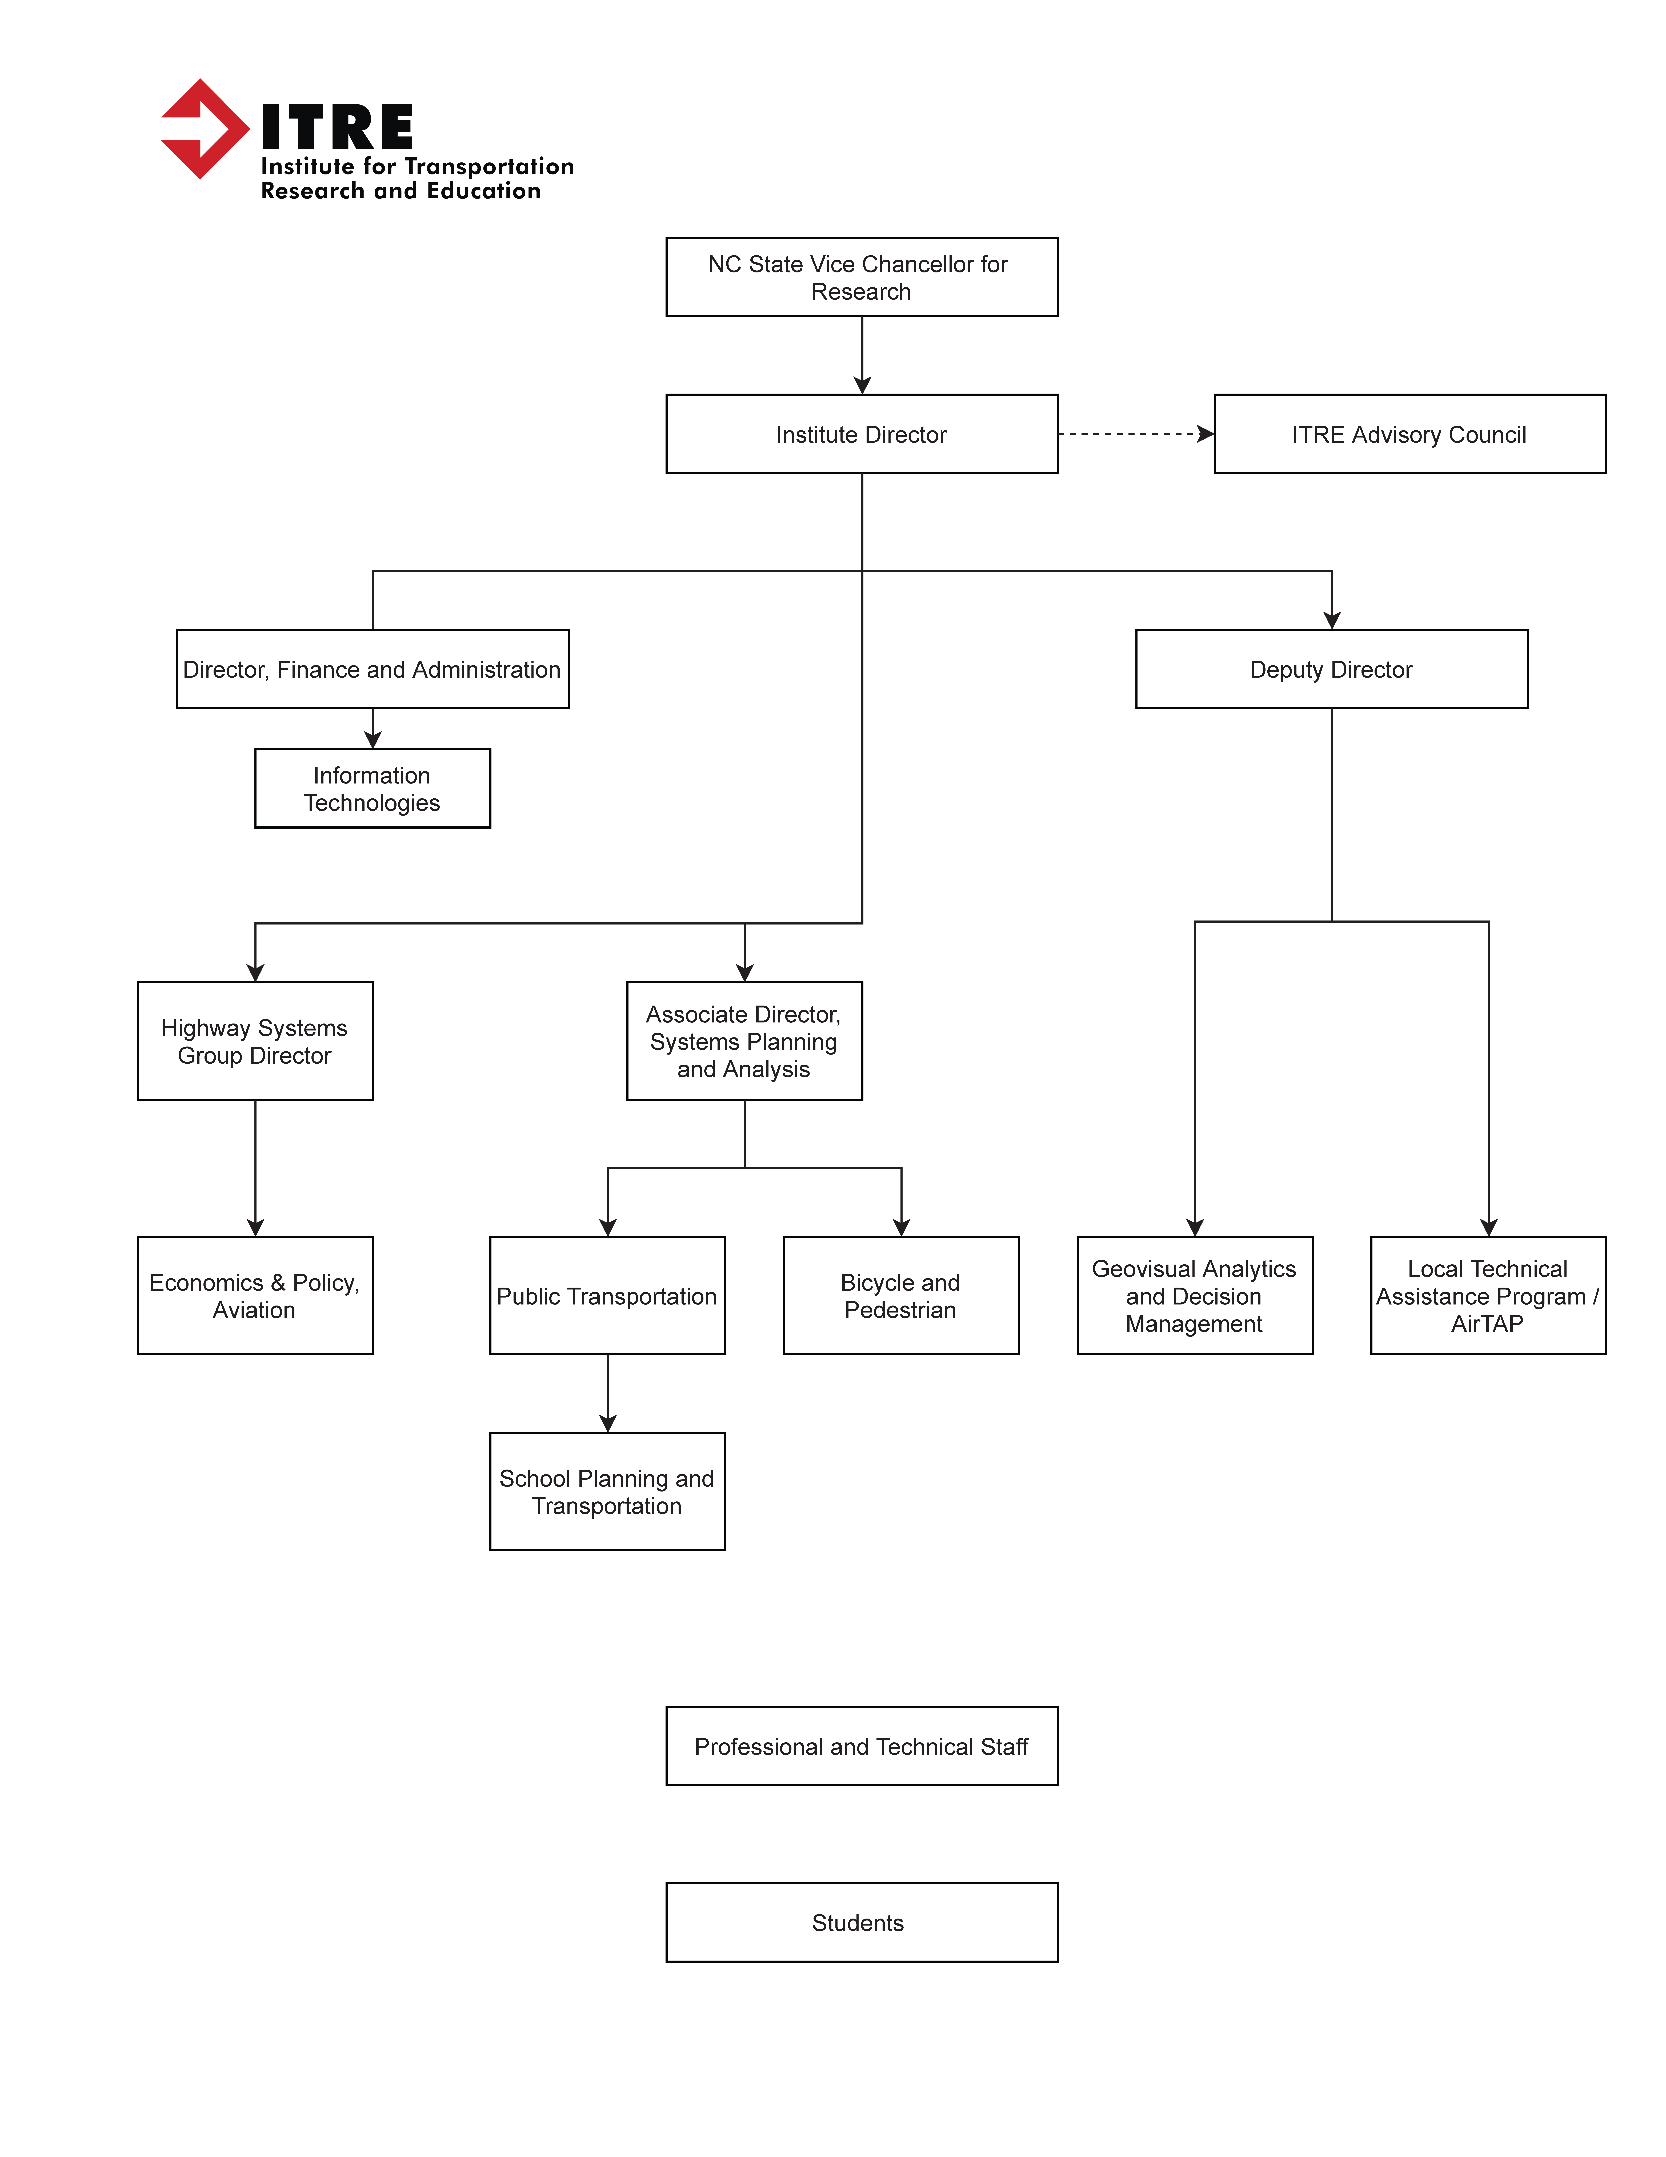 ITRE
Institute for Transportation
Research and Education
NC State Vice Chancellor for
Research
Institute Director
ITRE Advisory Council
Director, Finance and Administration
Deputy Director
Information
Technologies
Highway Systems
Group Director
Associate Director,
Systems Planning
and Analysis
Economics & Policy,
Aviation
Public Transportation
Bicycle and
Pedestrian
Geovisual Analytics
and Decision
Management
Local Technical
Assistance Program /
AirTAP
School Planning and
Transportation
Professional and Technical Staff
Students